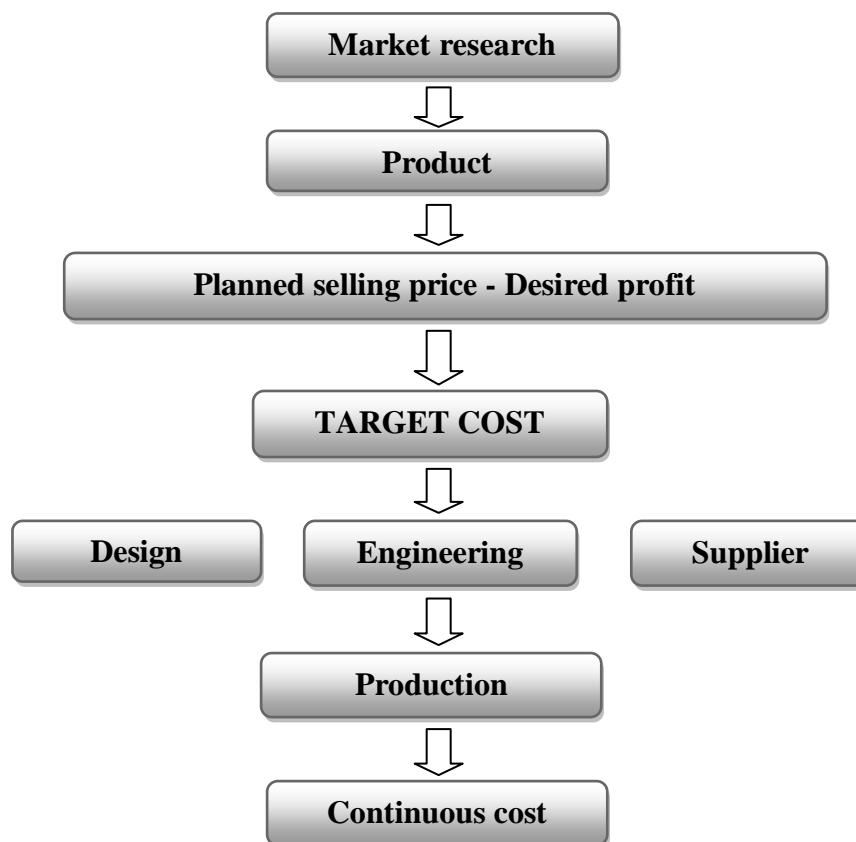 Market research
Product
Planned selling price - Desired profit
TARGET COST
Design
Engineering
Supplier
Production
Continuous cost